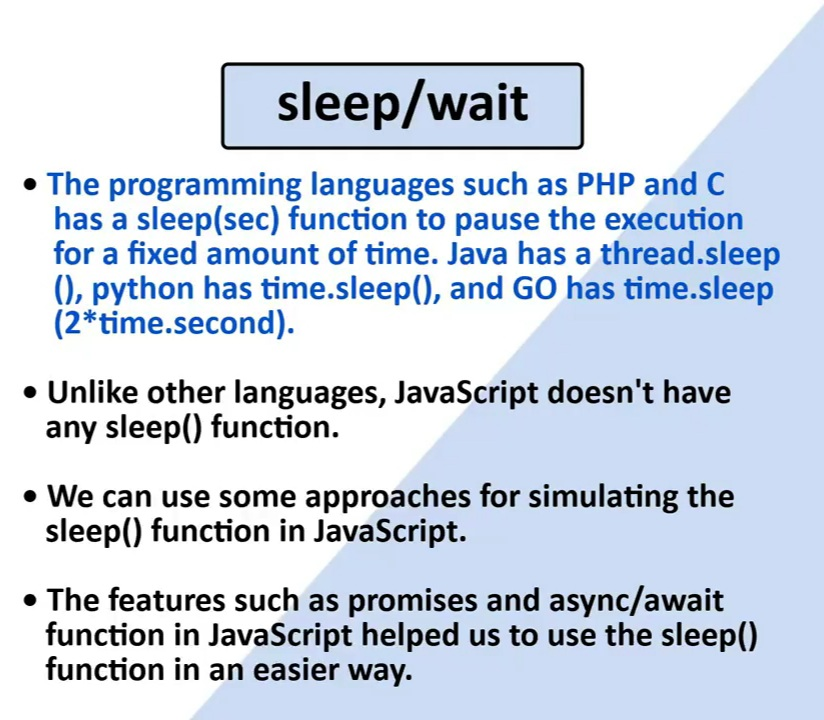 sleep/wait
• The programming languages such as PHP and C
has a sleep(sec) function to pause the execution
for a fixed amount of time. Java has a thread.sleep
(), python has time.sleep(), and GO has time.sleep
(2*time.second).
• Unlike other languages, JavaScript doesn't have
any sleep() function.
• We can use some approaches for simulating the
sleep() function in JavaScript.
• The features such as promises and async/await
function in JavaScript helped us to use the sleep()
function in an easier way.